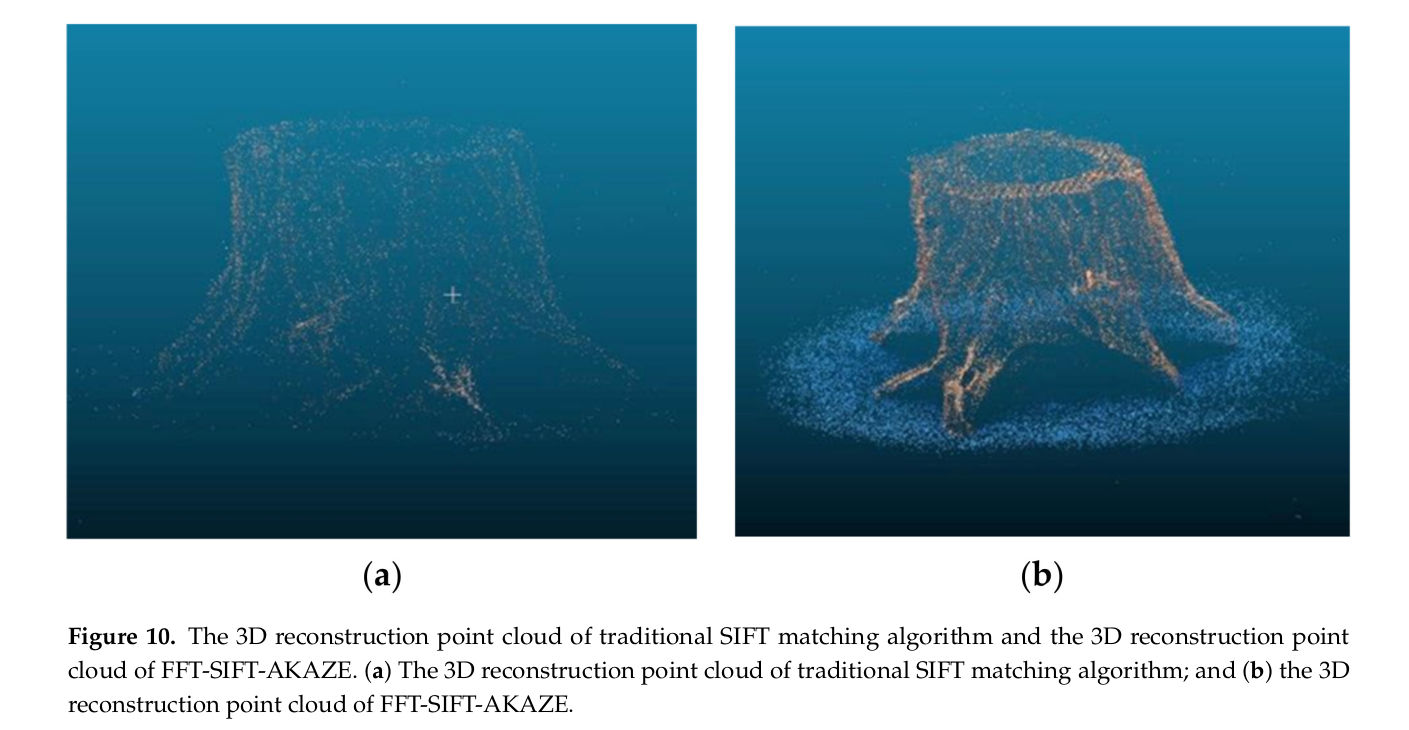 (a)
(b)
Figure 10. The 3D reconstruction point cloud of traditional SIFT matching algorithm and the 3D reconstruction point
cloud of FFT-SIFT-AKAZE. (a) The 3D reconstruction point cloud of traditional SIFT matching algorithm; and (b) the 3D
reconstruction point cloud of FFT-SIFT-AKAZE.